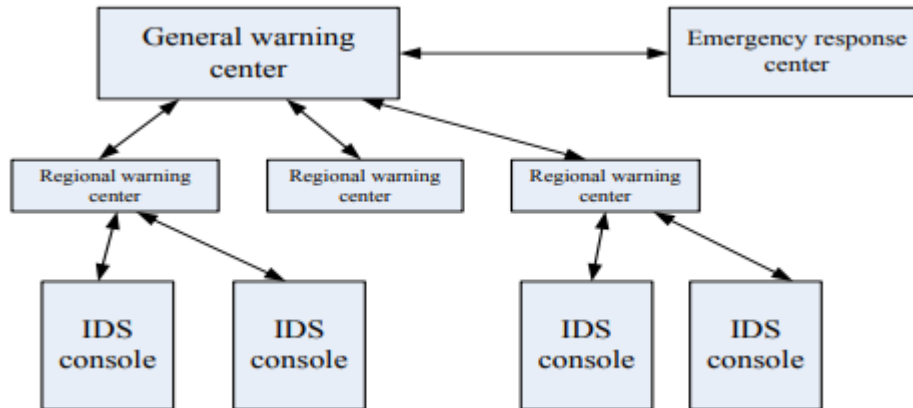 General warning
center
Emergency response
center
Regional warning
center
Regional warning
center
Regional warning
center
IDS
console
IDS
console
IDS
console
IDS
console